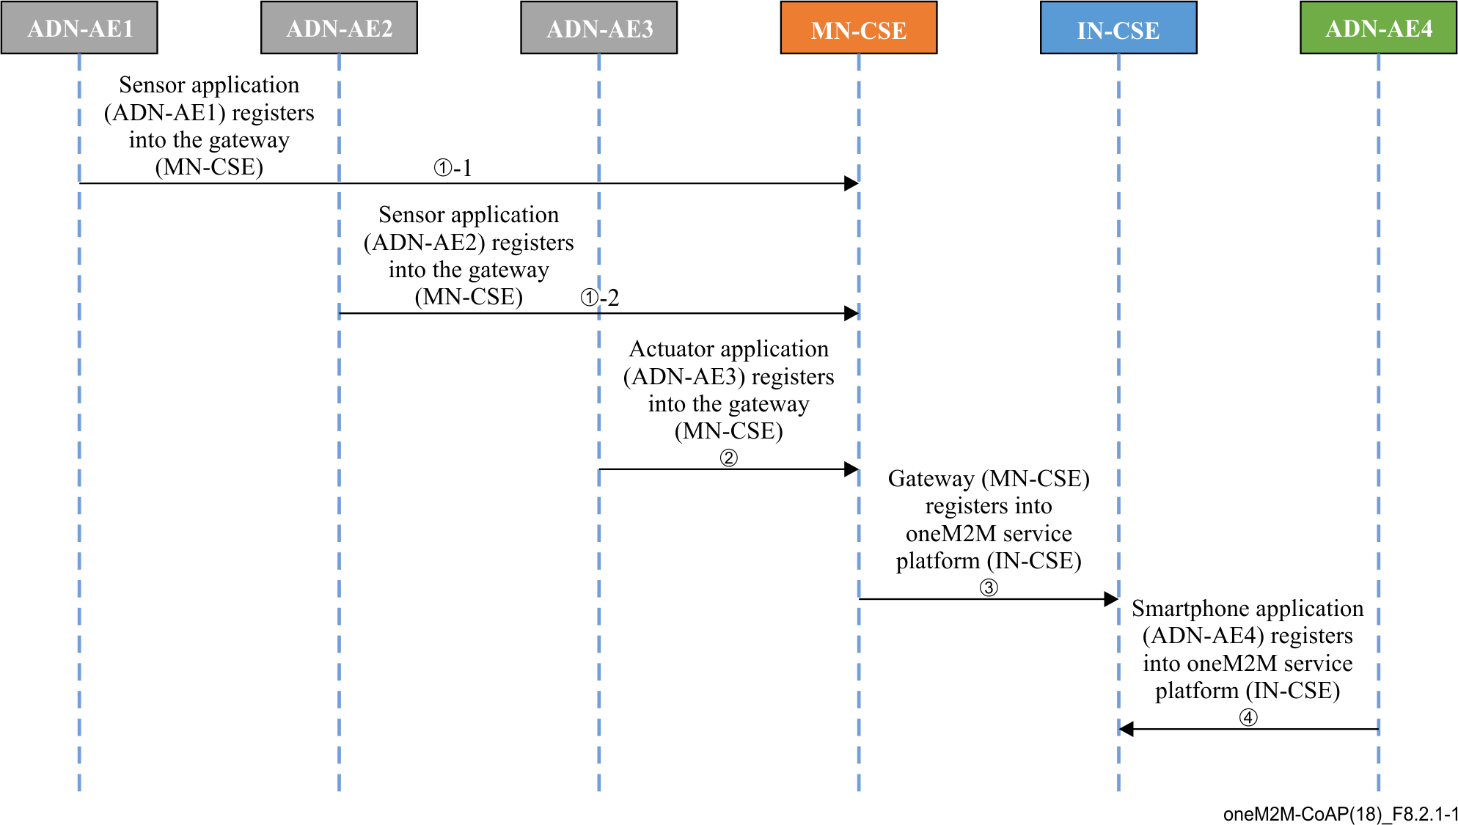 ADN-AE1
ADN-AE2
ADN-AE3
MN-CSE
IN-CSE
ADN-AE4
Sensor application
(ADN-AE1) registers
into the gateway
(MN-CSE)
①-1
Sensor application
(ADN-AE2) registers
into the gateway
(MN-CSE)
①-2
Actuator application
(ADN-AE3) registers
into the gateway
(MN-CSE)
②
Gateway (MN-CSE)
registers into
oneM2M service
platform (IN-CSE)
③
Smartphone application
(ADN-AE4) registers
into oneM2M service
platform (IN-CSE)
④
oneM2M-CoAP(18)_F8.2.1-1